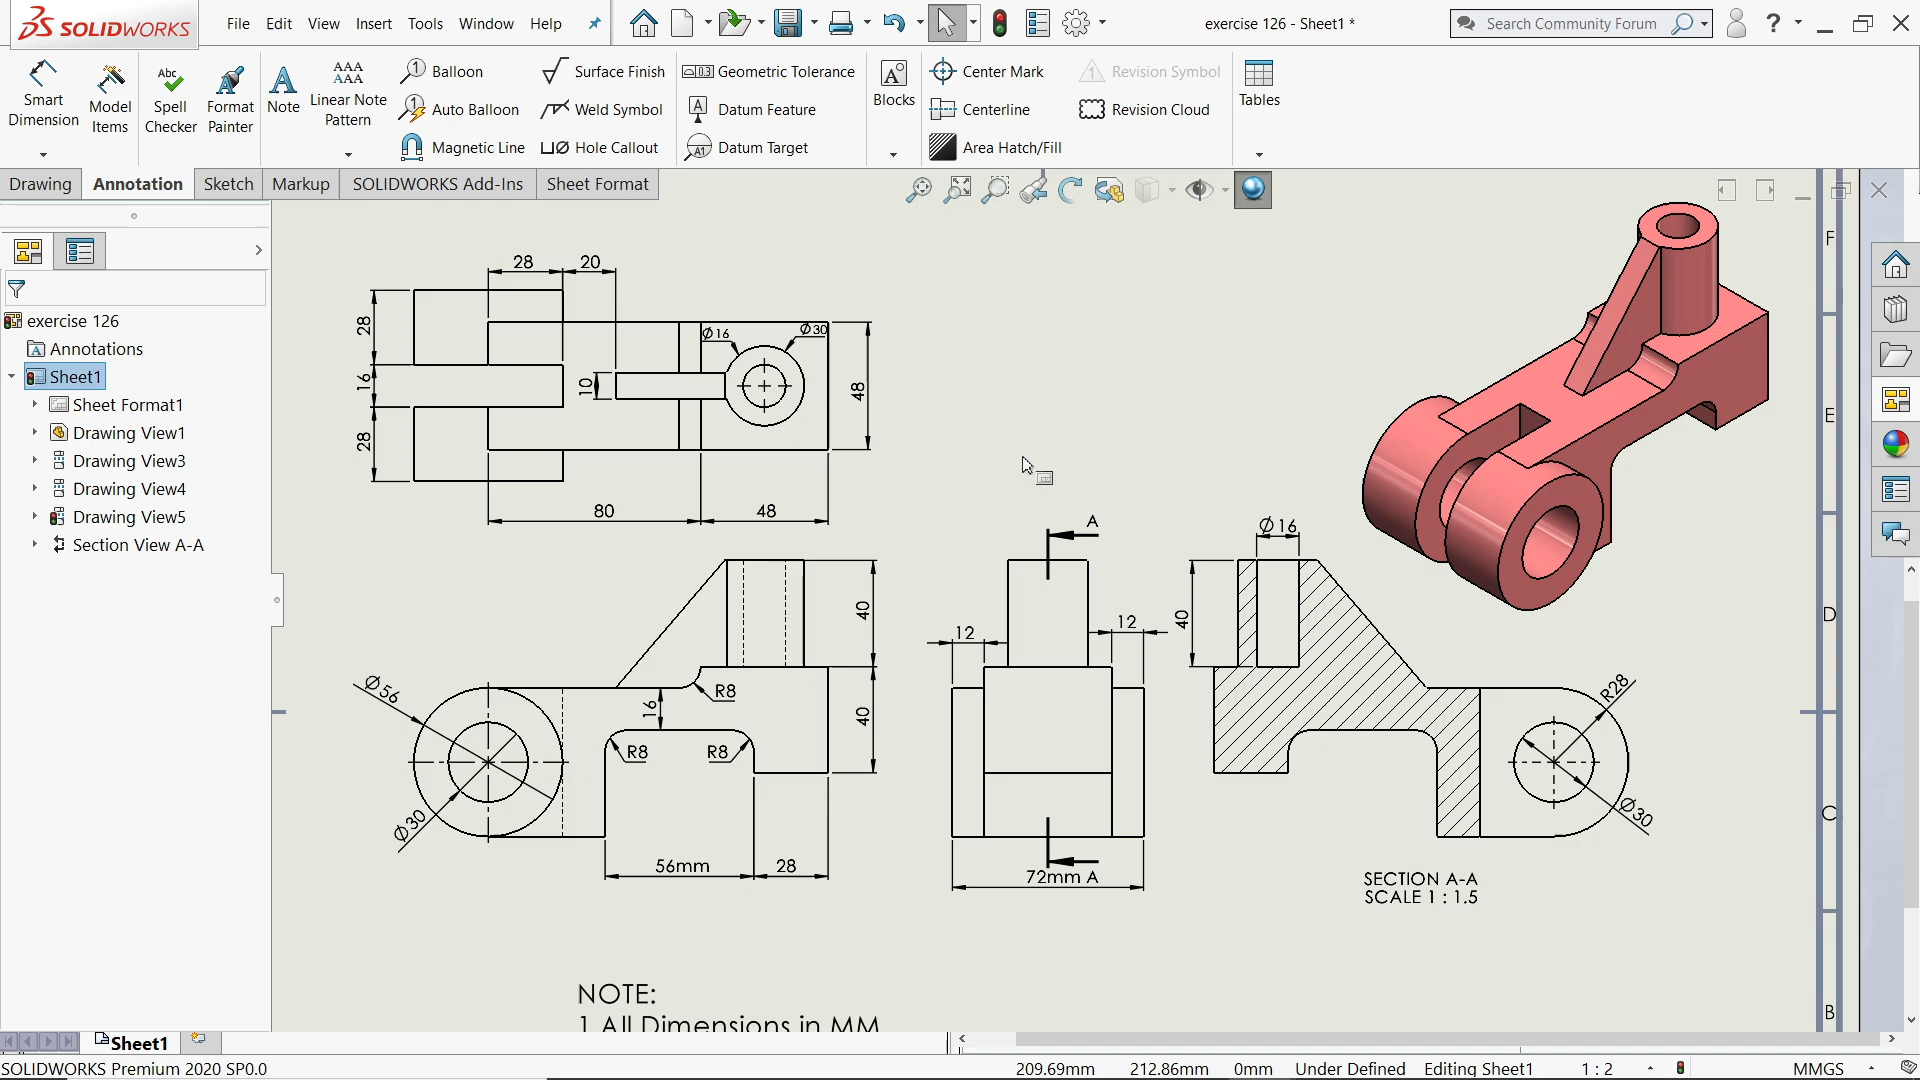 SOLIDWORKS
File Edit View Insert Tools Window Help
exercise 126 - Sheet1 *
Search Community Forum
?
Smart Dimension
Model Items
Spell Checker
Format Painter
Note
Linear Note Pattern
Balloon
Auto Balloon
Magnetic Line
Surface Finish
Weld Symbol
Hole Callout
Geometric Tolerance
Datum Feature
Datum Target
Blocks
Center Mark
Centerline
Area Hatch/Fill
Revision Symbol
Revision Cloud
Tables
Drawing Annotation Sketch Markup SOLIDWORKS Add-Ins Sheet Format
exercise 126
Annotations
Sheet1
Sheet Format1
Drawing View1
Drawing View3
Drawing View4
Drawing View5
Section View A-A
28 20
28
16
28
10
Ø16
Ø30
48
80 48
Ø56
Ø30
R8
16
R8
R8
40
40
56mm 28
A
12
12
72mm A
Ø16
40
R28
Ø30
SECTION A-A
SCALE 1 : 1.5
F
E
D
C
B
NOTE:
1 All Dimensions in MM
Sheet1
SOLIDWORKS Premium 2020 SP0.0
209.69mm 212.86mm 0mm Under Defined Editing Sheet1 1 : 2 MMGS